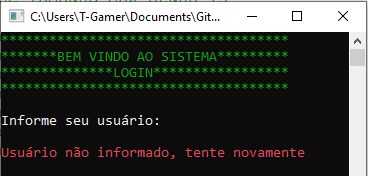 C:\Users\T-Gamer\Documents\Git...
************************************
*******BEM VINDO AO SISTEMA*********
**************LOGIN*****************
************************************
Informe seu usuário:
Usuário não informado, tente novamente